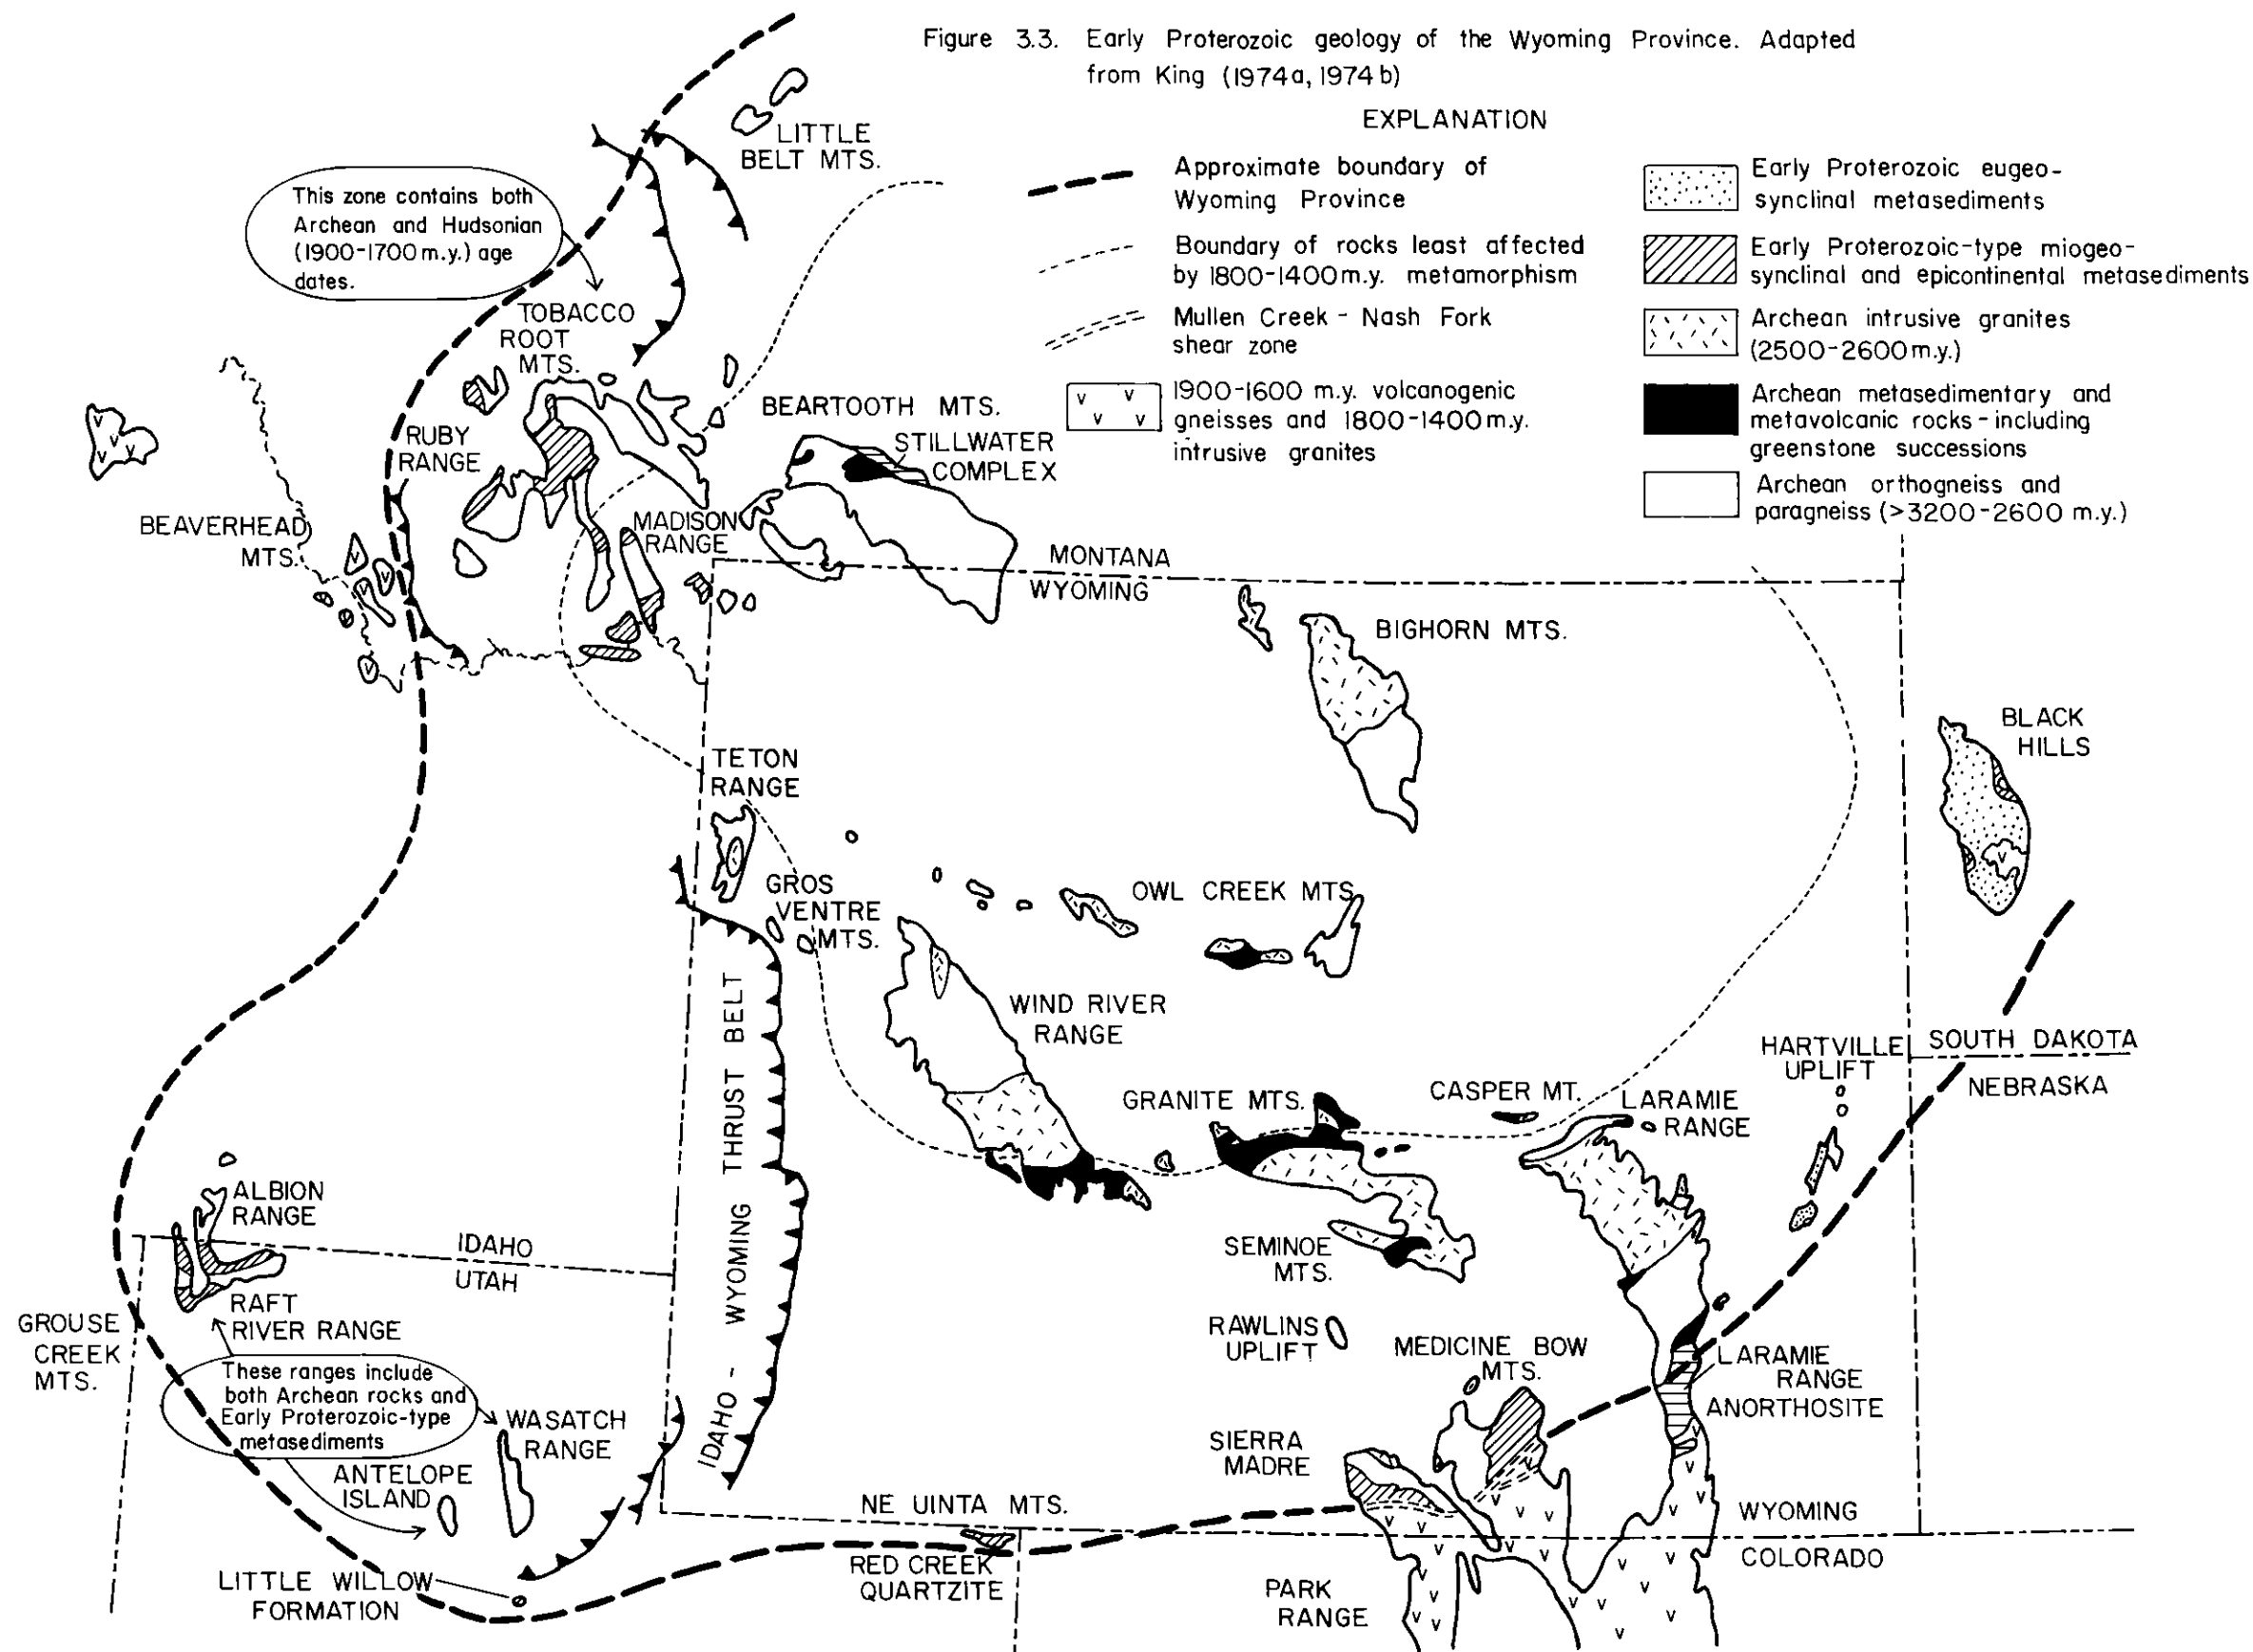 Figure 3.3. Early Proterozoic geology of the Wyoming Province. Adapted
from King (1974a, 1974b)
EXPLANATION
Approximate boundary of
Wyoming Province
Boundary of rocks least affected
by 1800-1400 m.y. metamorphism
Mullen Creek - Nash Fork
shear zone
1900-1600 m.y. volcanogenic
gneisses and 1800-1400 m.y.
intrusive granites
Early Proterozoic eugeo-
synclinal metasediments
Early Proterozoic-type miogeo-
synclinal and epicontinental metasediments
Archean intrusive granites
(2500-2600 m.y.)
Archean metasedimentary and
metavolcanic rocks - including
greenstone successions
Archean orthogneiss and
paragneiss (>3200-2600 m.y.)
LITTLE
BELT MTS.
This zone contains both
Archean and Hudsonian
(1900-1700 m.y.) age
dates.
TOBACCO
ROOT
MTS.
RUBY
RANGE
BEARTOOTH MTS.
STILLWATER
COMPLEX
BEAVERHEAD
MTS.
MADISON
RANGE
MONTANA
WYOMING
BIGHORN MTS.
BLACK
HILLS
TETON
RANGE
GROS
VENTRE
MTS.
OWL CREEK MTS.
WIND RIVER
RANGE
IDAHO - WYOMING THRUST BELT
GRANITE MTS.
CASPER MT.
LARAMIE
RANGE
HARTVILLE
UPLIFT
SOUTH DAKOTA
NEBRASKA
ALBION
RANGE
IDAHO
UTAH
RAFT
RIVER RANGE
GROUSE
CREEK
MTS.
These ranges include
both Archean rocks and
Early Proterozoic-type
metasediments
WASATCH
RANGE
ANTELOPE
ISLAND
LITTLE WILLOW
FORMATION
SEMINOE
MTS.
RAWLINS
UPLIFT
MEDICINE BOW
MTS.
LARAMIE
RANGE
ANORTHOSITE
SIERRA
MADRE
NE UINTA MTS.
RED CREEK
QUARTZITE
WYOMING
COLORADO
PARK
RANGE